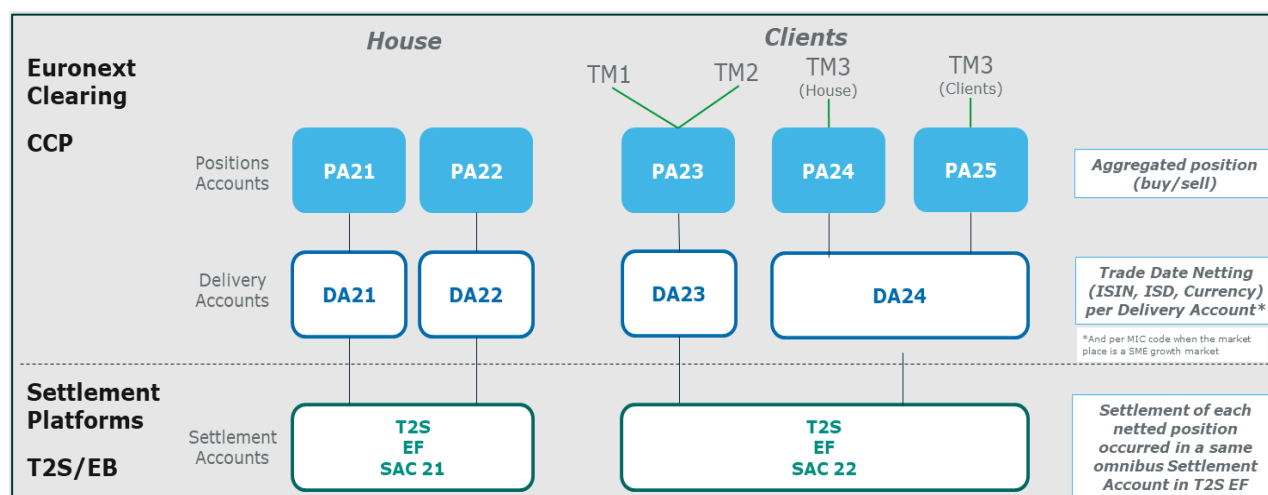 House
Clients
Euronext
Clearing
CCP
TM1
TM2
TM3
(House)
TM3
(Clients)
Positions
Accounts
PA21
PA22
PA23
PA24
PA25
Aggregated position
(buy/sell)
Delivery
Accounts
DA21
DA22
DA23
DA24
Trade Date Netting
(ISIN, ISD, Currency)
per Delivery Account*
*And per MIC code when the market
place is a SME growth market
Settlement
Platforms
T2S/EB
Settlement
Accounts
T2S
EF
SAC 21
T2S
EF
SAC 22
Settlement of each
netted position
occurred in a same
omnibus Settlement
Account in T2S EF